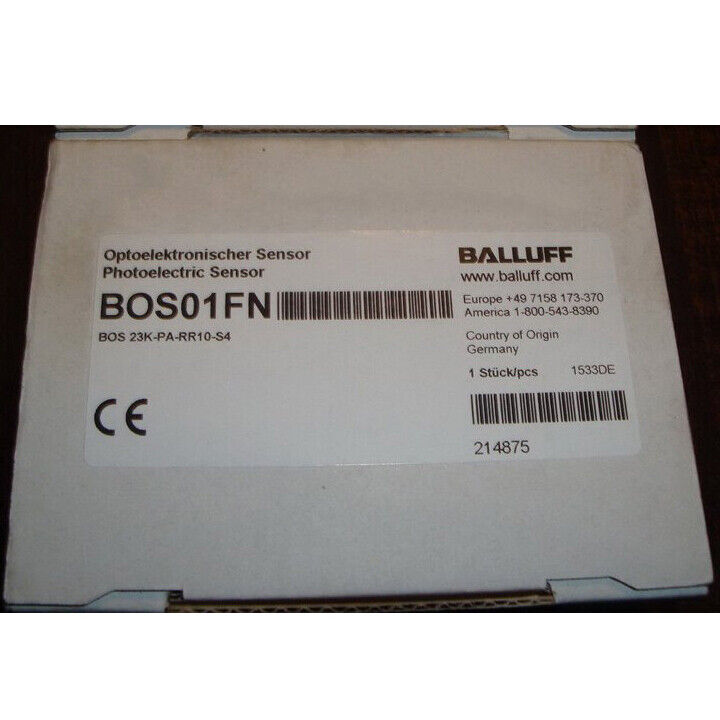 Optoelektronischer Sensor
Photoelectric Sensor
BOS01FN
BOS 23K-PA-RR10-S4
CE
BALLUFF
www.balluff.com
Europe +49 7158 173-370
America 1-800-543-8390
Country of Origin
Germany
1 Stück/pcs 1533DE
214875